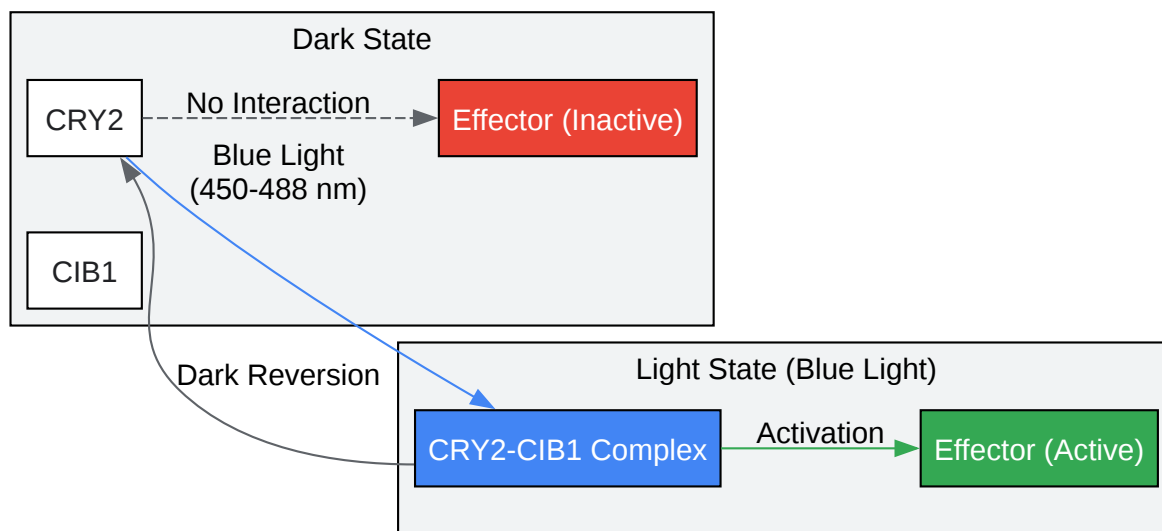 Dark State
CRY2
No Interaction
Effector (Inactive)
Blue Light
(450-488 nm)
CIB1
Dark Reversion
Light State (Blue Light)
CRY2-CIB1 Complex
Activation
Effector (Active)